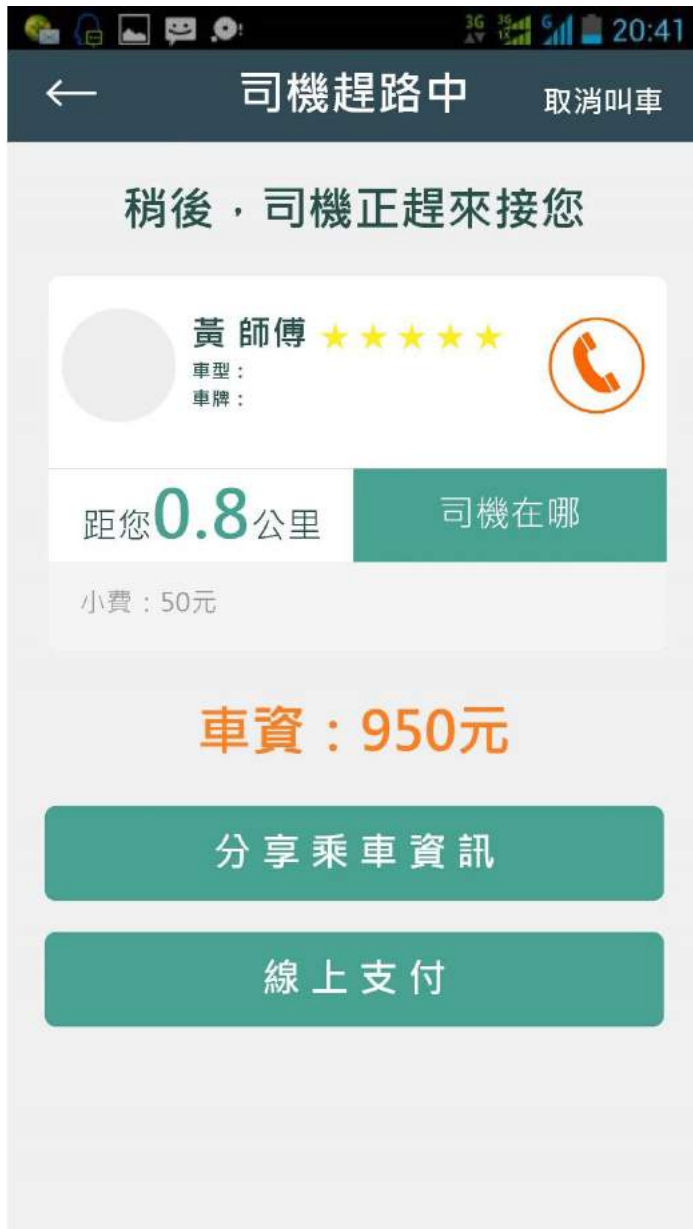 3G 3G G 20:41
← 司機趕路中 取消叫車
稍後，司機正趕來接您
黃 師傅 ★★★★★
車型：
車牌：
距您0.8公里 司機在哪
小費：50元
車資：950元
分享乘車資訊
線上支付